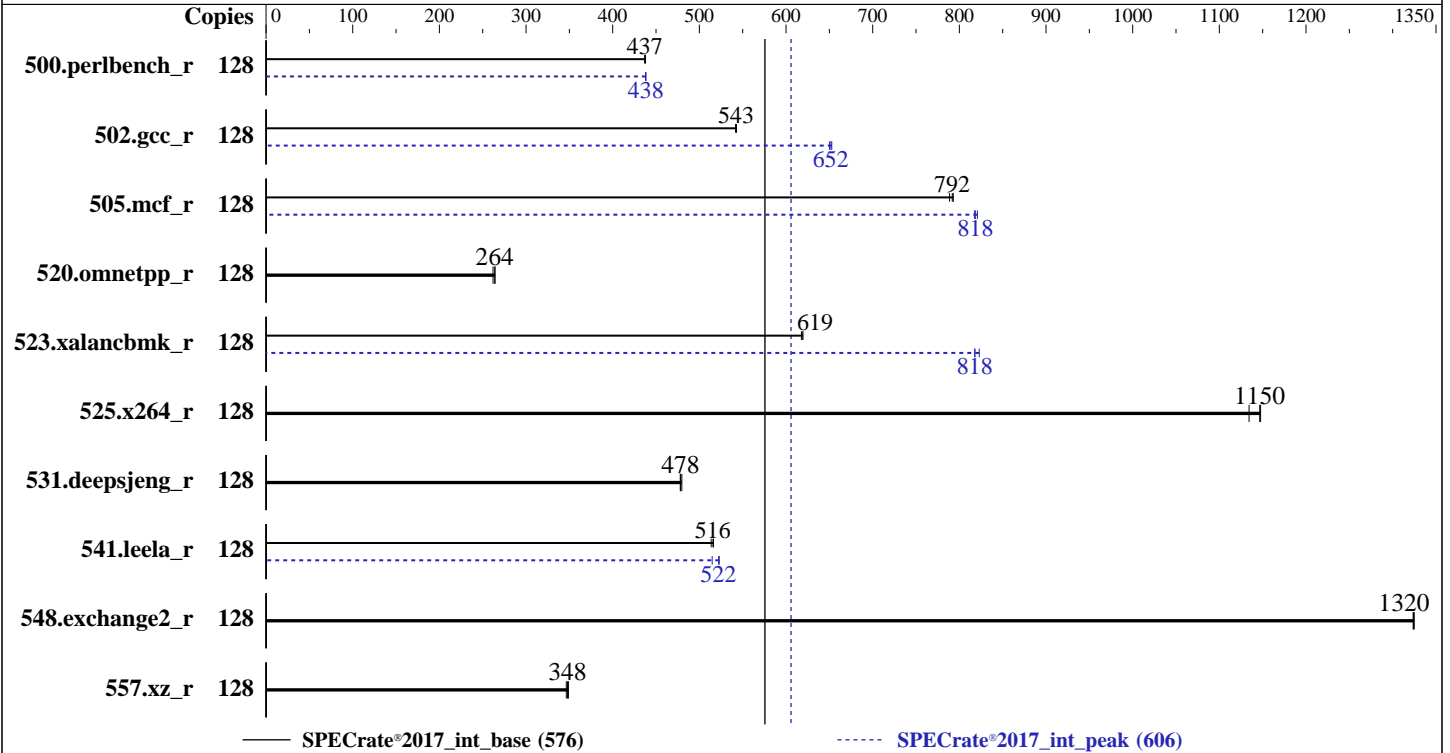 Copies 0 100 200 300 400 500 600 700 800 900 1000 1100 1200 1350
500.perlbench_r 128 437
438
502.gcc_r 128 543
652
505.mcf_r 128 792
818
520.omnetpp_r 128 264
523.xalancbmk_r 128 619
818
525.x264_r 128 1150
531.deepsjeng_r 128 478
541.leela_r 128 516
522
548.exchange2_r 128 1320
557.xz_r 128 348
SPECrate®2017_int_base (576) SPECrate®2017_int_peak (606)